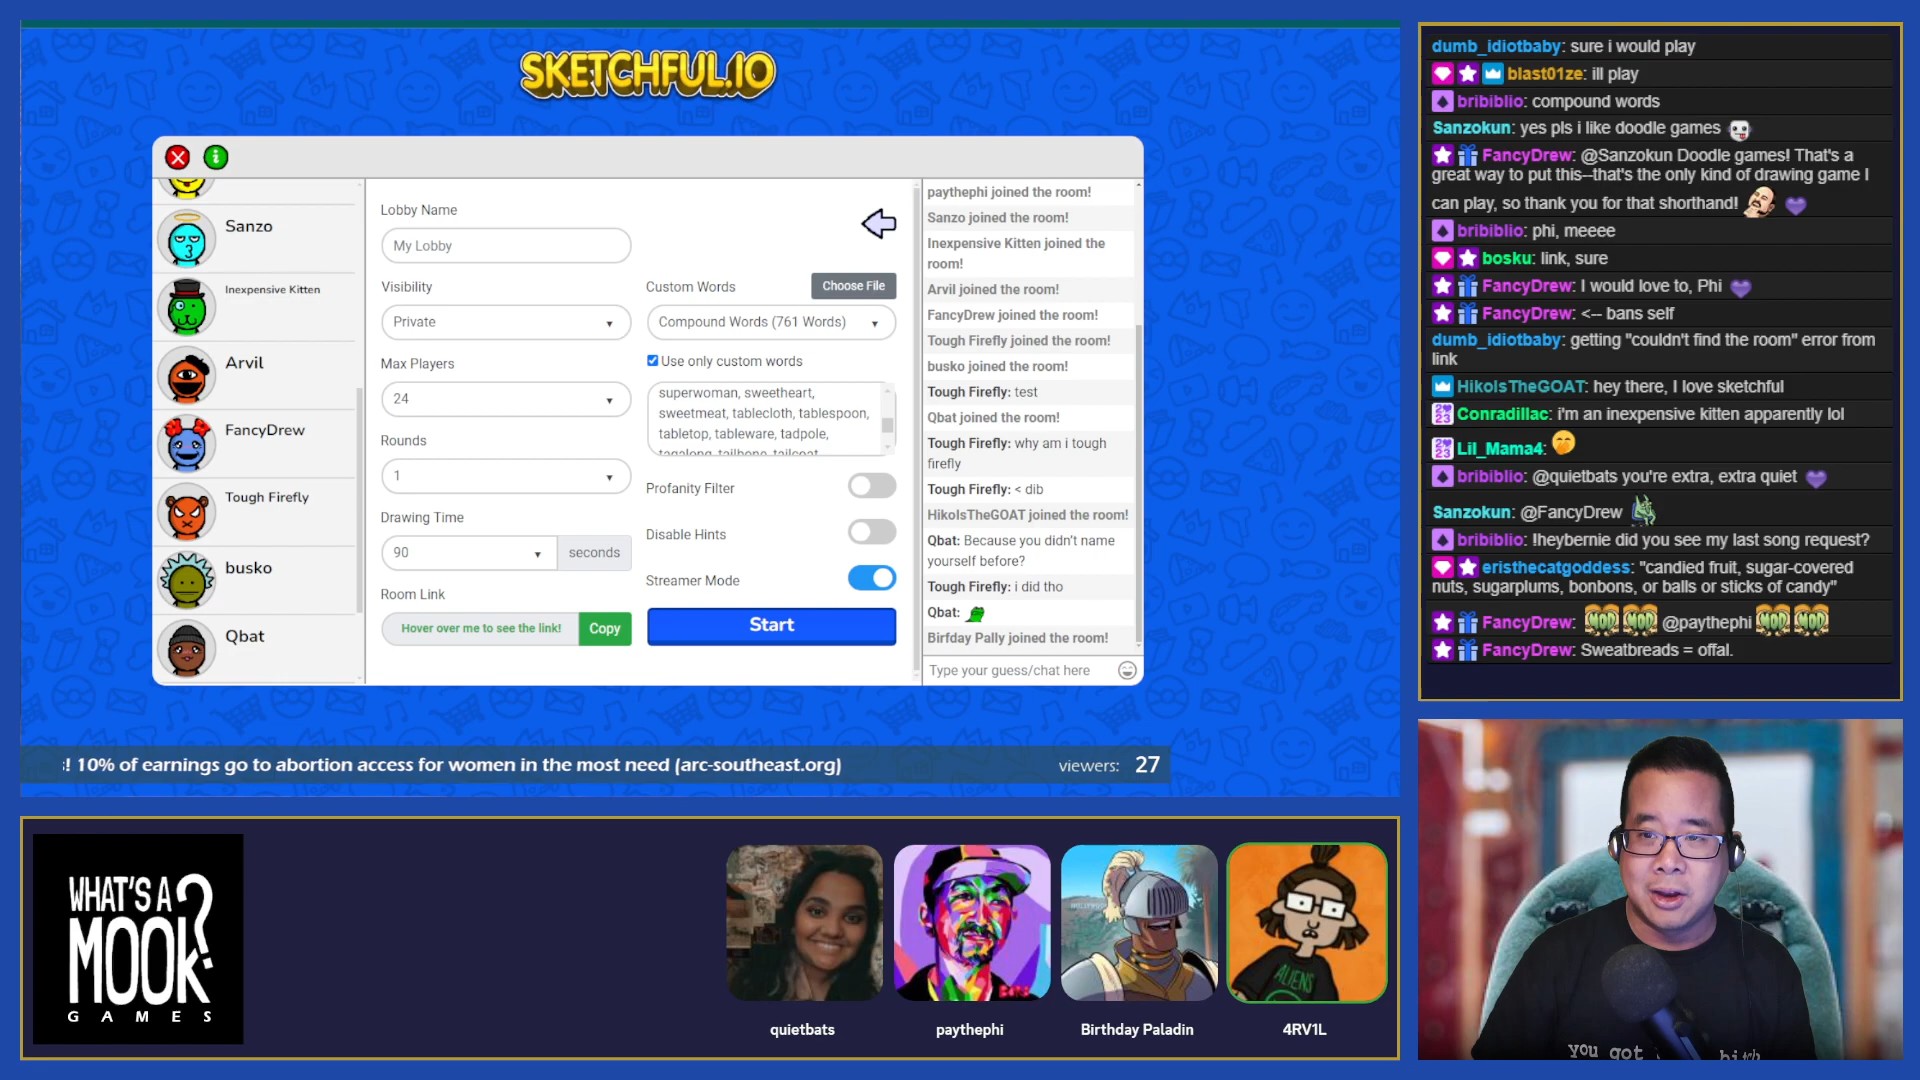 SKETCHFUL.IO
Sanzo
Inexpensive Kitten
Arvil
FancyDrew
Tough Firefly
busko
Qbat
Lobby Name
My Lobby
Visibility
Private
Max Players
24
Rounds
1
Drawing Time
90
seconds
Room Link
Hover over me to see the link!
Copy
Custom Words
Choose File
Compound Words (761 Words)
Use only custom words
superwoman, sweetheart,
sweetmeat, tablecloth, tablespoon,
tabletop, tableware, tadpole,
tagalong, tailbone, tailcoat
Profanity Filter
Disable Hints
Streamer Mode
Start
paythephi joined the room!
Sanzo joined the room!
Inexpensive Kitten joined the
room!
Arvil joined the room!
FancyDrew joined the room!
Tough Firefly joined the room!
busko joined the room!
Tough Firefly: test
Qbat joined the room!
Tough Firefly: why am i tough
firefly
Tough Firefly: < dib
HikolsTheGOAT joined the room!
Qbat: Because you didn't name
yourself before?
Tough Firefly: i did tho
Qbat:
Birfday Pally joined the room!
Type your guess/chat here
! 10% of earnings go to abortion access for women in the most need (arc-southeast.org)
viewers: 27
WHAT'S A
MOOK?
GAMES
quietbats
paythephi
Birthday Paladin
ALIENS
4RV1L
dumb_idiotbaby: sure i would play
blast01ze: ill play
bribiblio: compound words
Sanzokun: yes pls i like doodle games
FancyDrew: @Sanzokun Doodle games! That's a
great way to put this--that's the only kind of drawing game I
can play, so thank you for that shorthand!
bribiblio: phi, meeee
bosku: link, sure
FancyDrew: I would love to, Phi
FancyDrew: <-- bans self
dumb_idiotbaby: getting "couldn't find the room" error from
link
HikolsTheGOAT: hey there, I love sketchful
Conradillac: i'm an inexpensive kitten apparently lol
Lil_Mama4:
bribiblio: @quietbats you're extra, extra quiet
Sanzokun: @FancyDrew
bribiblio: !heybernie did you see my last song request?
eristhecatgoddess: "candied fruit, sugar-covered
nuts, sugarplums, bonbons, or balls or sticks of candy"
FancyDrew: MOD MOD @paythephi MOD MOD
FancyDrew: Sweatbreads = offal.
you got